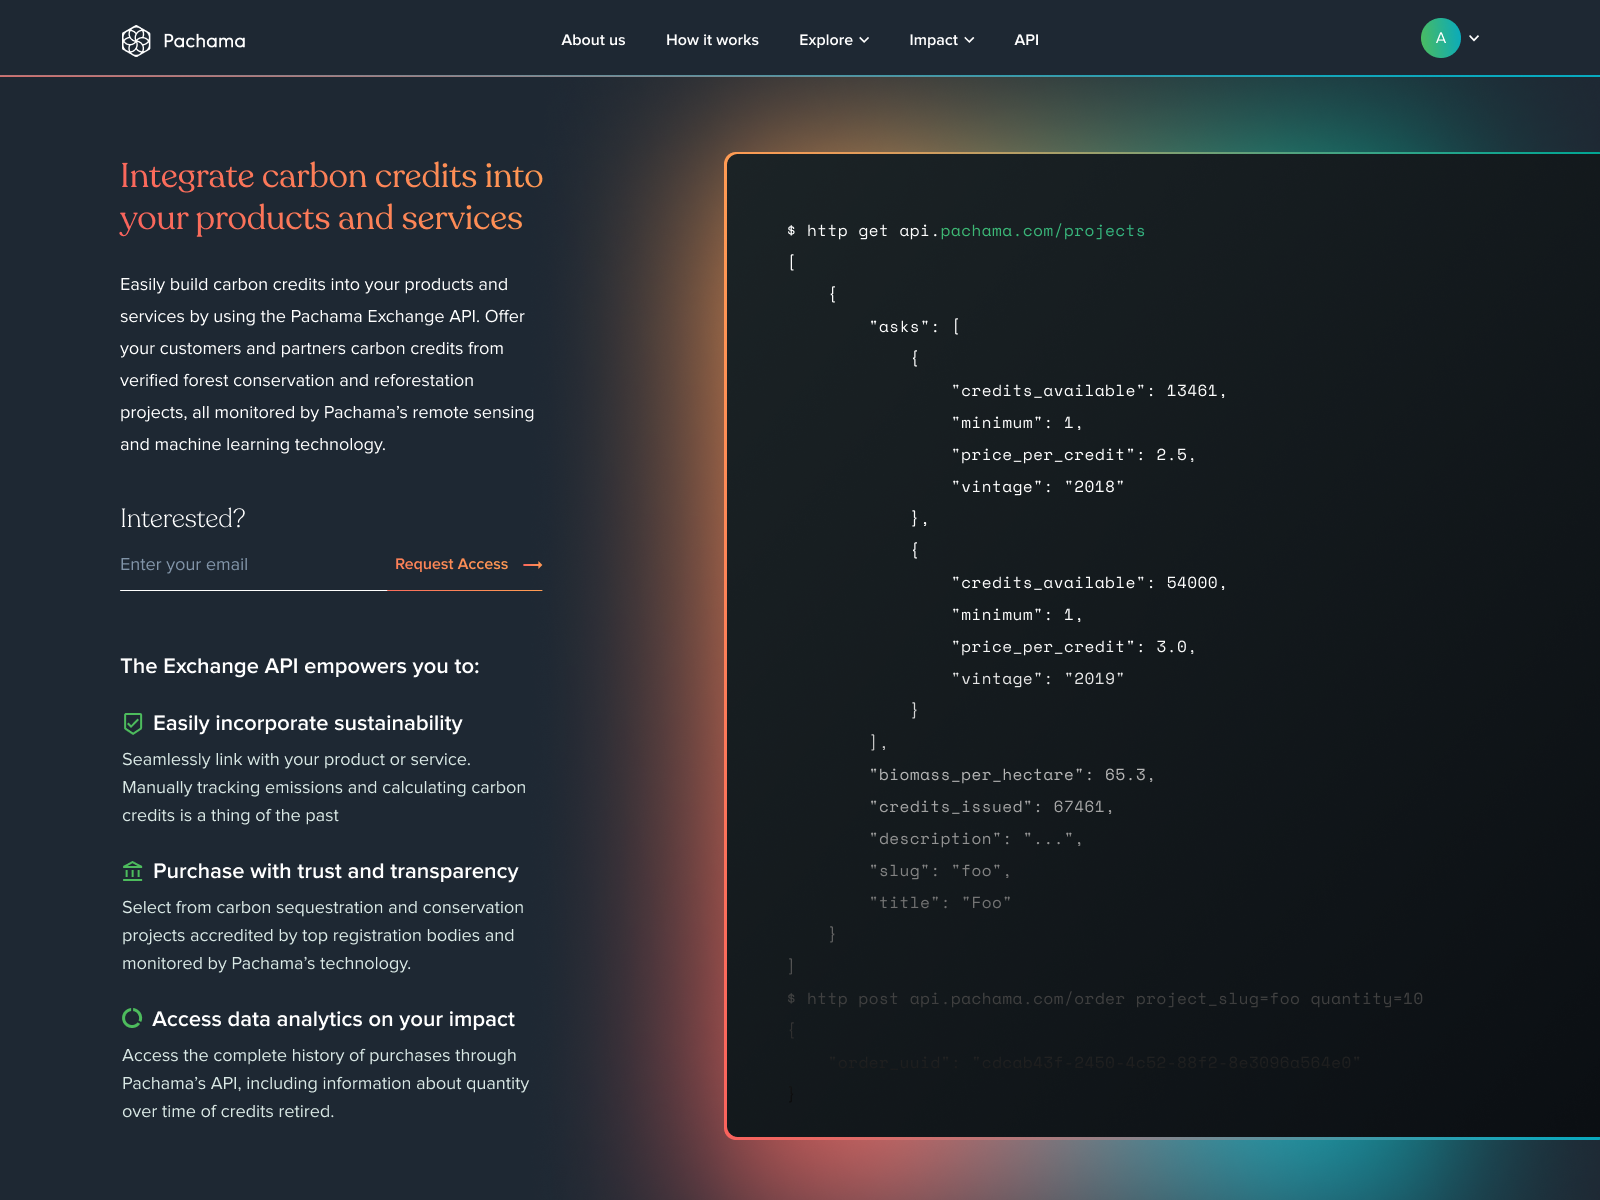 Pachama
About us
How it works
Explore
Impact
API
A
Integrate carbon credits into
your products and services
Easily build carbon credits into your products and
services by using the Pachama Exchange API. Offer
your customers and partners carbon credits from
verified forest conservation and reforestation
projects, all monitored by Pachama’s remote sensing
and machine learning technology.
Interested?
Enter your email
Request Access
The Exchange API empowers you to:
Easily incorporate sustainability
Seamlessly link with your product or service.
Manually tracking emissions and calculating carbon
credits is a thing of the past
Purchase with trust and transparency
Select from carbon sequestration and conservation
projects accredited by top registration bodies and
monitored by Pachama’s technology.
Access data analytics on your impact
Access the complete history of purchases through
Pachama’s API, including information about quantity
over time of credits retired.
$ http get api.pachama.com/projects
[
{
"asks": [
{
"credits_available": 13461,
"minimum": 1,
"price_per_credit": 2.5,
"vintage": "2018"
},
{
"credits_available": 54000,
"minimum": 1,
"price_per_credit": 3.0,
"vintage": "2019"
}
],
"biomass_per_hectare": 65.3,
"credits_issued": 67461,
"description": "...",
"slug": "foo",
"title": "Foo"
}
]
$ http post api.pachama.com/order project_slug=foo quantity=10
{
"order_uuid":
}